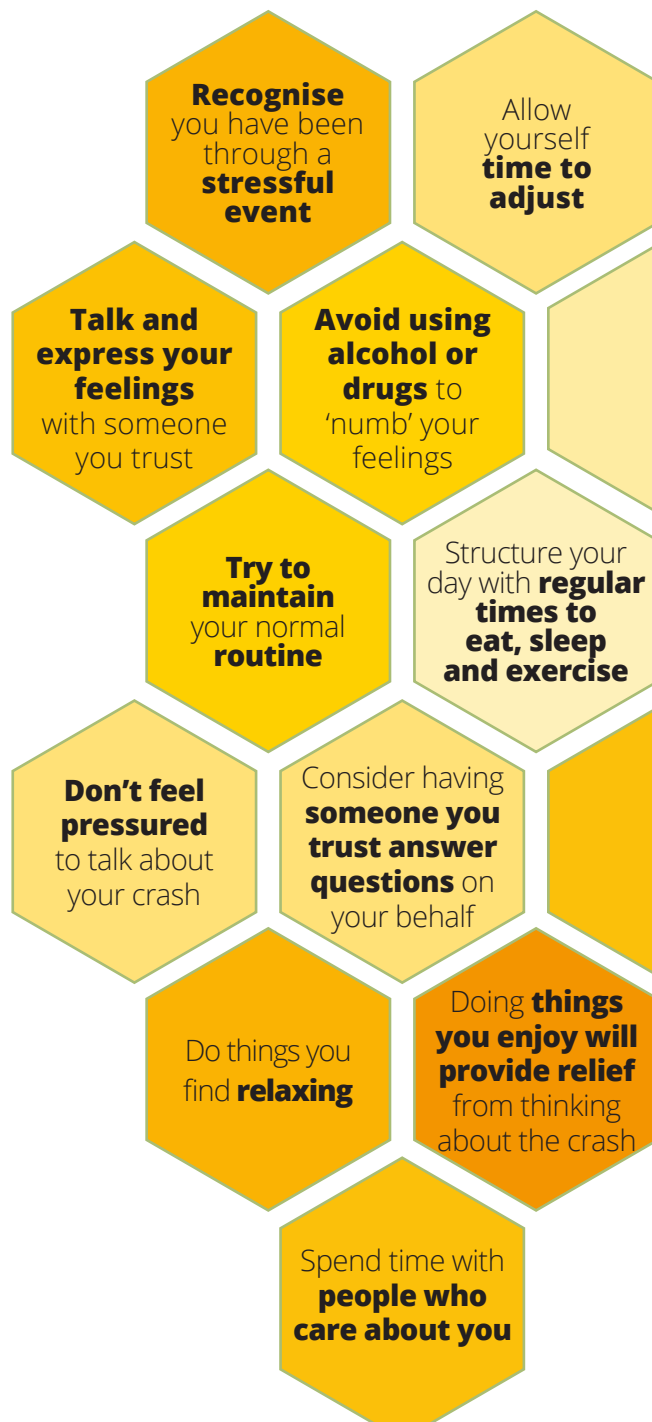 Recognise
you have been
through a
stressful
event
Allow
yourself
time to
adjust
Talk and
express your
feelings
with someone
you trust
Avoid using
alcohol or
drugs to
‘numb’ your
feelings
Try to
maintain
your normal
routine
Structure your
day with regular
times to
eat, sleep
and exercise
Don’t feel
pressured
to talk about
your crash
Consider having
someone you
trust answer
questions on
your behalf
Do things you
find relaxing
Doing things
you enjoy will
provide relief
from thinking
about the crash
Spend time with
people who
care about you